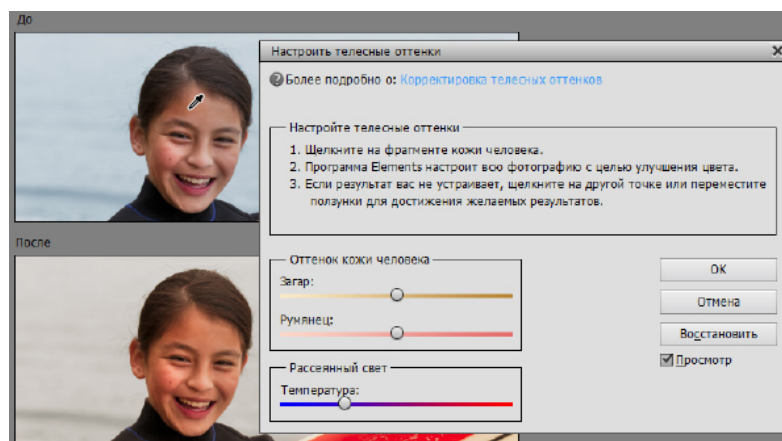 До
Настроить телесные оттенки
Более подробно о: Корректировка телесных оттенков
Настройте телесные оттенки
1. Щелкните на фрагменте кожи человека.
2. Программа Elements настроит всю фотографию с целью улучшения цвета.
3. Если результат вас не устраивает, щелкните на другой точке или переместите
ползунки для достижения желаемых результатов.
После
Оттенок кожи человека
Загар:
Румянец:
Рассеянный свет
Температура:
OK
Отмена
Восстановить
Просмотр